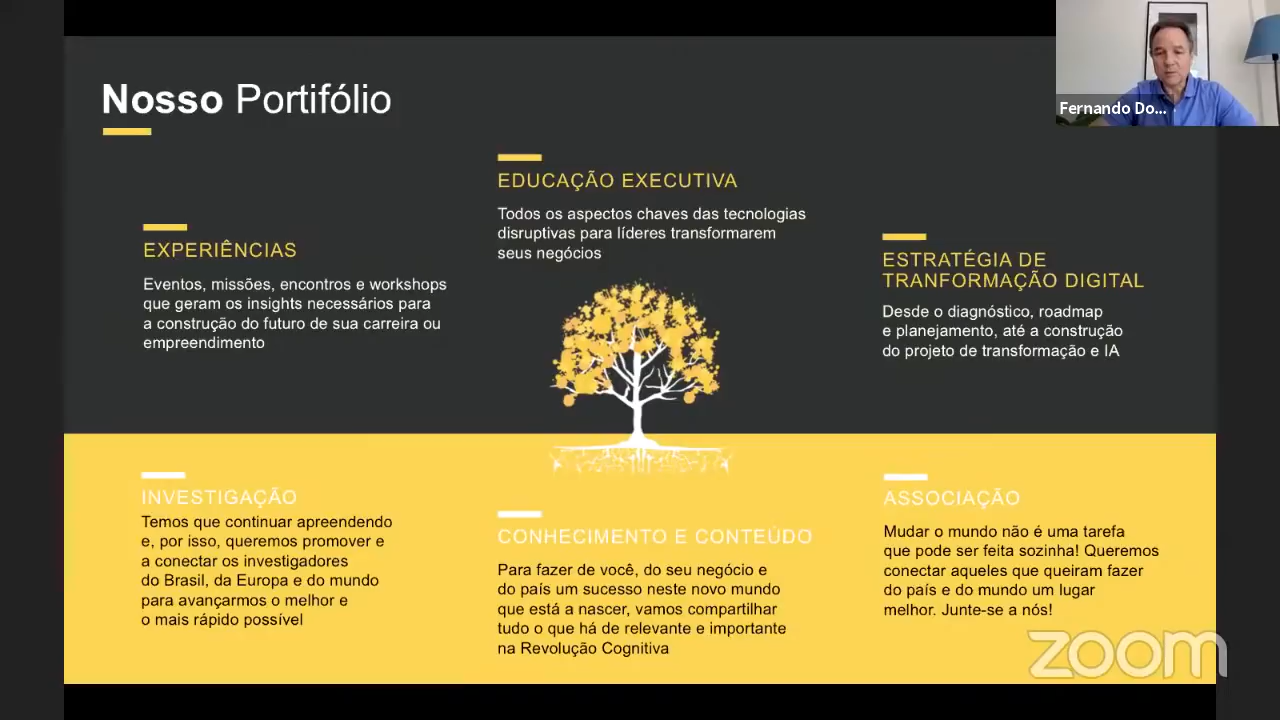 Nosso Portifólio
Fernando Do...
EDUCAÇÃO EXECUTIVA
Todos os aspectos chaves das tecnologias
disruptivas para líderes transformarem
seus negócios
EXPERIÊNCIAS
Eventos, missões, encontros e workshops
que geram os insights necessários para
a construção do futuro de sua carreira ou
empreendimento
ESTRATÉGIA DE
TRANFORMAÇÃO DIGITAL
Desde o diagnóstico, roadmap
e planejamento, até a construção
do projeto de transformação e IA
INVESTIGAÇÃO
Temos que continuar apreendendo
e, por isso, queremos promover e
a conectar os investigadores
do Brasil, da Europa e do mundo
para avançarmos o melhor e
o mais rápido possível
CONHECIMENTO E CONTEÚDO
Para fazer de você, do seu negócio e
do país um sucesso neste novo mundo
que está a nascer, vamos compartilhar
tudo o que há de relevante e importante
na Revolução Cognitiva
ASSOCIAÇÃO
Mudar o mundo não é uma tarefa
que pode ser feita sozinha! Queremos
conectar aqueles que queiram fazer
do país e do mundo um lugar
melhor. Junte-se a nós!
zoom